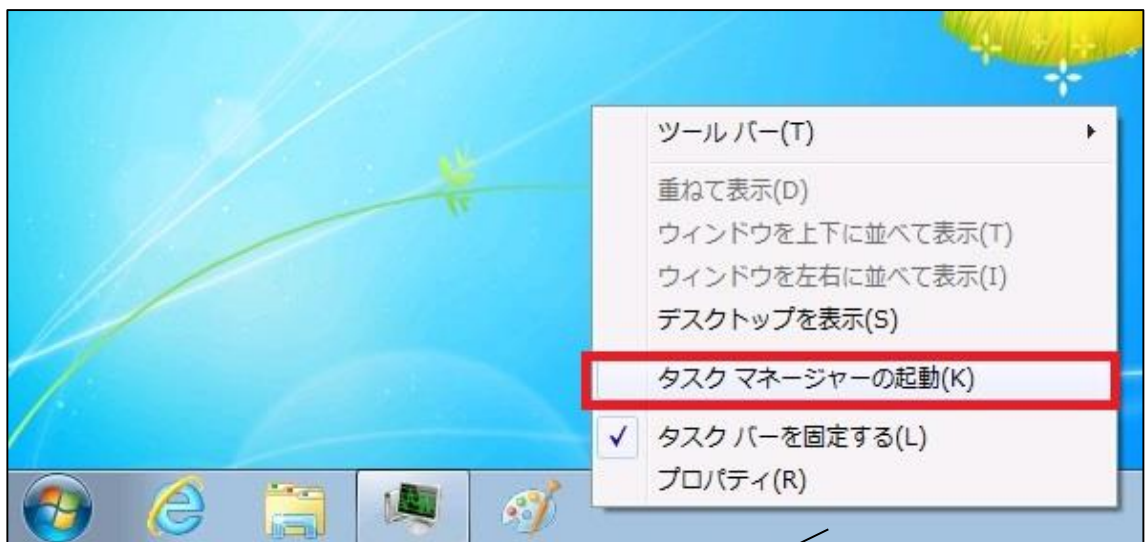 ツール バー(T)
重ねて表示(D)
ウィンドウを上下に並べて表示(T)
ウィンドウを左右に並べて表示(I)
デスクトップを表示(S)
タスク マネージャーの起動(K)
タスク バーを固定する(L)
プロパティ(R)